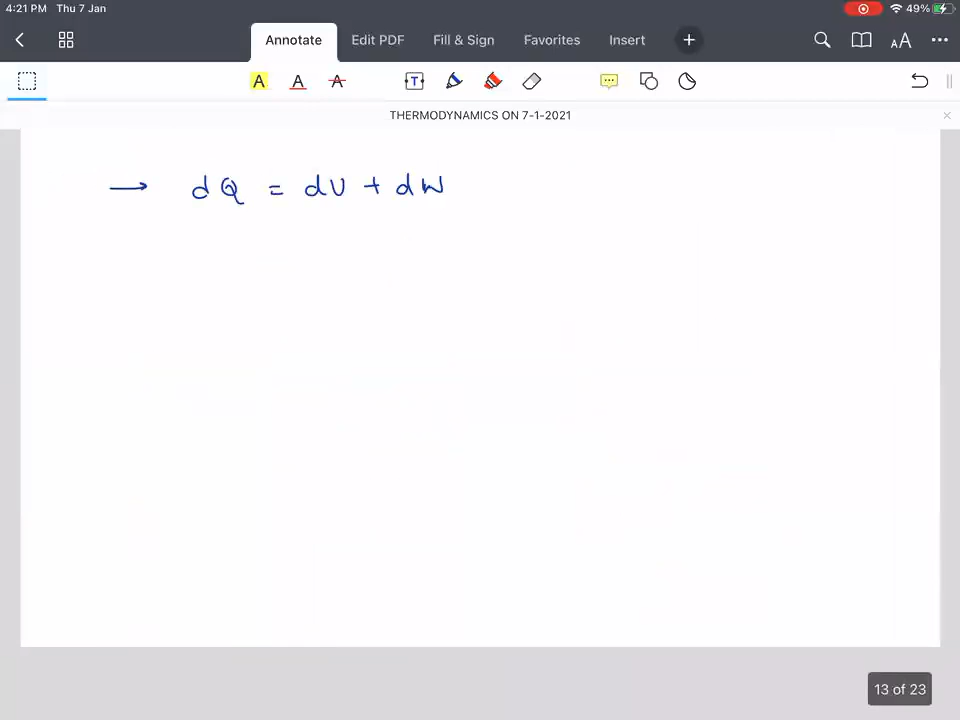 4:21 PM Thu 7 Jan 49%
Annotate Edit PDF Fill & Sign Favorites Insert +
A A A T
THERMODYNAMICS ON 7-1-2021
→ dQ = dU + dW
13 of 23